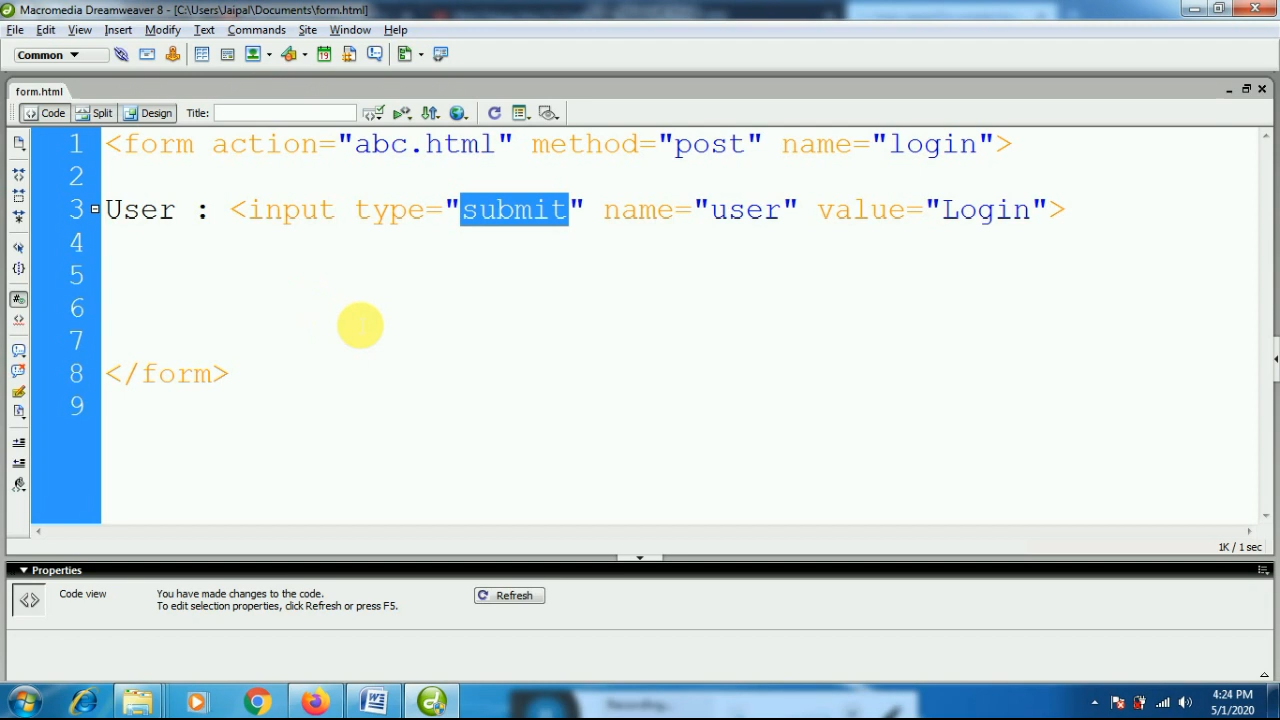 Macromedia Dreamweaver 8 - [C:\Users\Jaipal\Documents\form.html]
File Edit View Insert Modify Text Commands Site Window Help
Common
form.html
Code Split Design Title:
1 <form action="abc.html" method="post" name="login">
2
3 User : <input type="submit" name="user" value="Login">
4
5
6
7
8 </form>
9
1K / 1 sec
Properties
Code view You have made changes to the code. Refresh
To edit selection properties, click Refresh or press F5.
Recording...
4:24 PM
5/1/2020